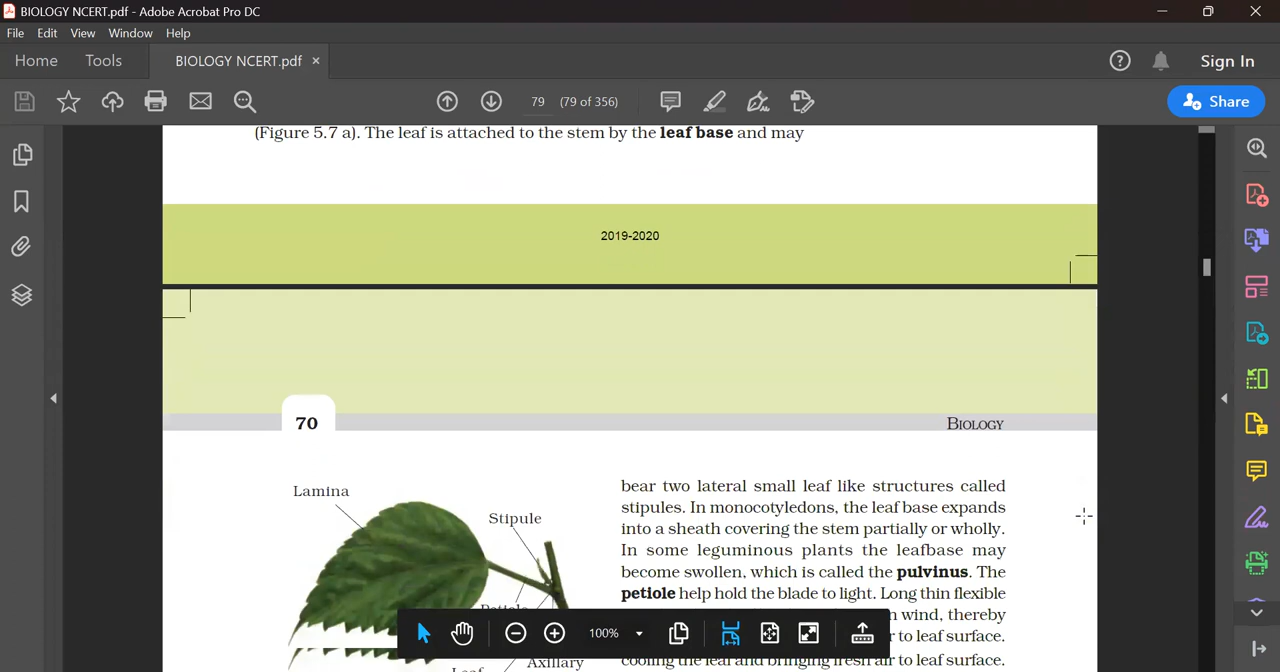 BIOLOGY NCERT.pdf - Adobe Acrobat Pro DC
File Edit View Window Help
Home Tools BIOLOGY NCERT.pdf × Sign In
79 (79 of 356) Share
(Figure 5.7 a). The leaf is attached to the stem by the leaf base and may
2019-2020
70 BIOLOGY
Lamina
Stipule
bear two lateral small leaf like structures called
stipules. In monocotyledons, the leaf base expands
into a sheath covering the stem partially or wholly.
In some leguminous plants the leafbase may
become swollen, which is called the pulvinus. The
petiole help hold the blade to light. Long thin flexible
n wind, thereby
r to leaf surface.
cooling the leaf and bringing fresh air to leaf surface.
Petiole
Leaf
Axillary
100%